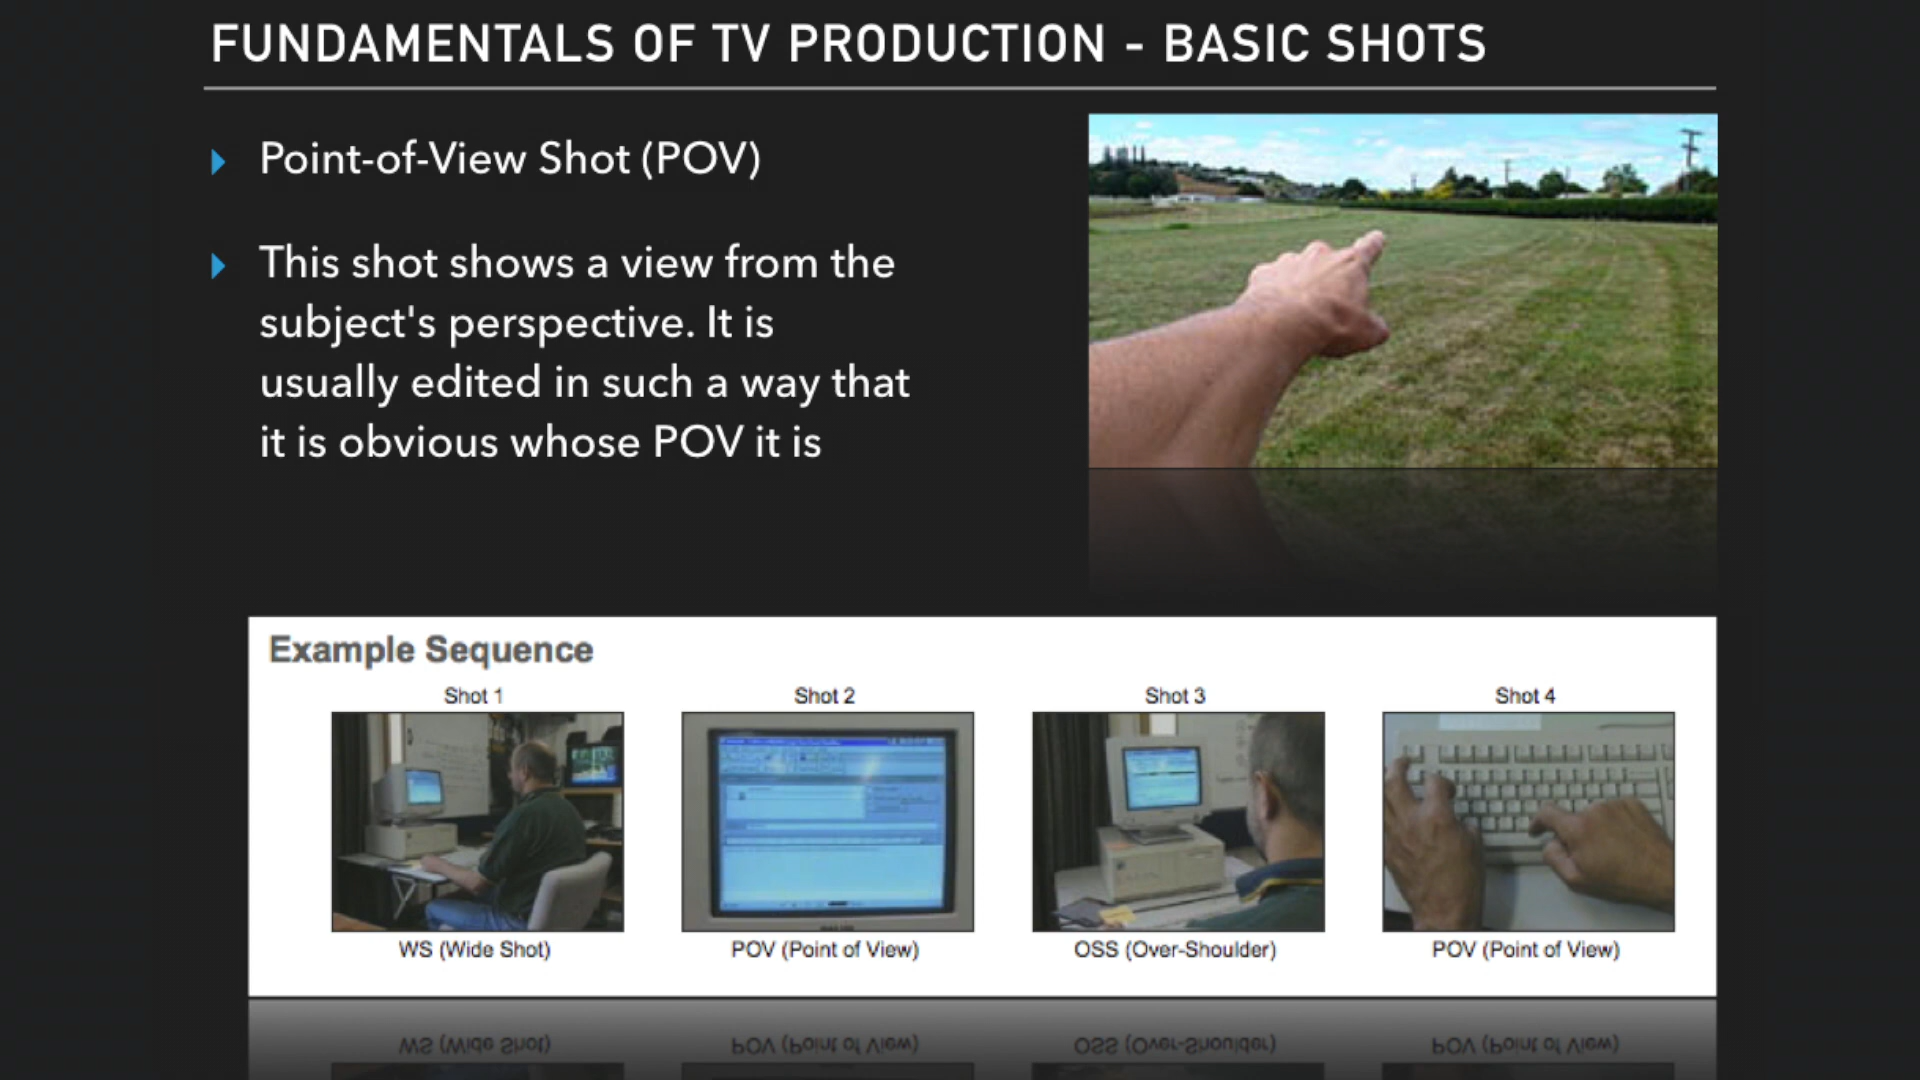 FUNDAMENTALS OF TV PRODUCTION - BASIC SHOTS
Point-of-View Shot (POV)
This shot shows a view from the
subject's perspective. It is
usually edited in such a way that
it is obvious whose POV it is
Example Sequence
Shot 1
Shot 2
Shot 3
Shot 4
WS (Wide Shot)
POV (Point of View)
OSS (Over-Shoulder)
POV (Point of View)